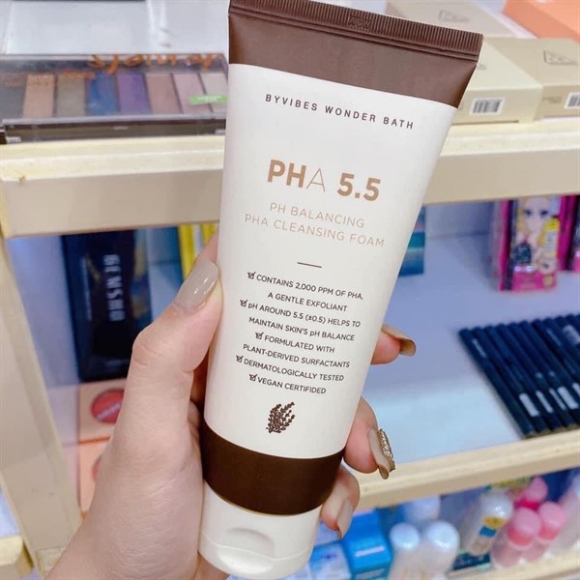 BYVIBES WONDER BATH
PHA 5.5
PH BALANCING
PHA CLEANSING FOAM
CONTAINS 2,000 PPM OF PHA,
A GENTLE EXFOLIANT
pH AROUND 5.5 (±0.5) HELPS TO
MAINTAIN SKIN'S pH BALANCE
FORMULATED WITH
PLANT-DERIVED SURFACTANTS
DERMATOLOGICALLY TESTED
VEGAN CERTIFIDED